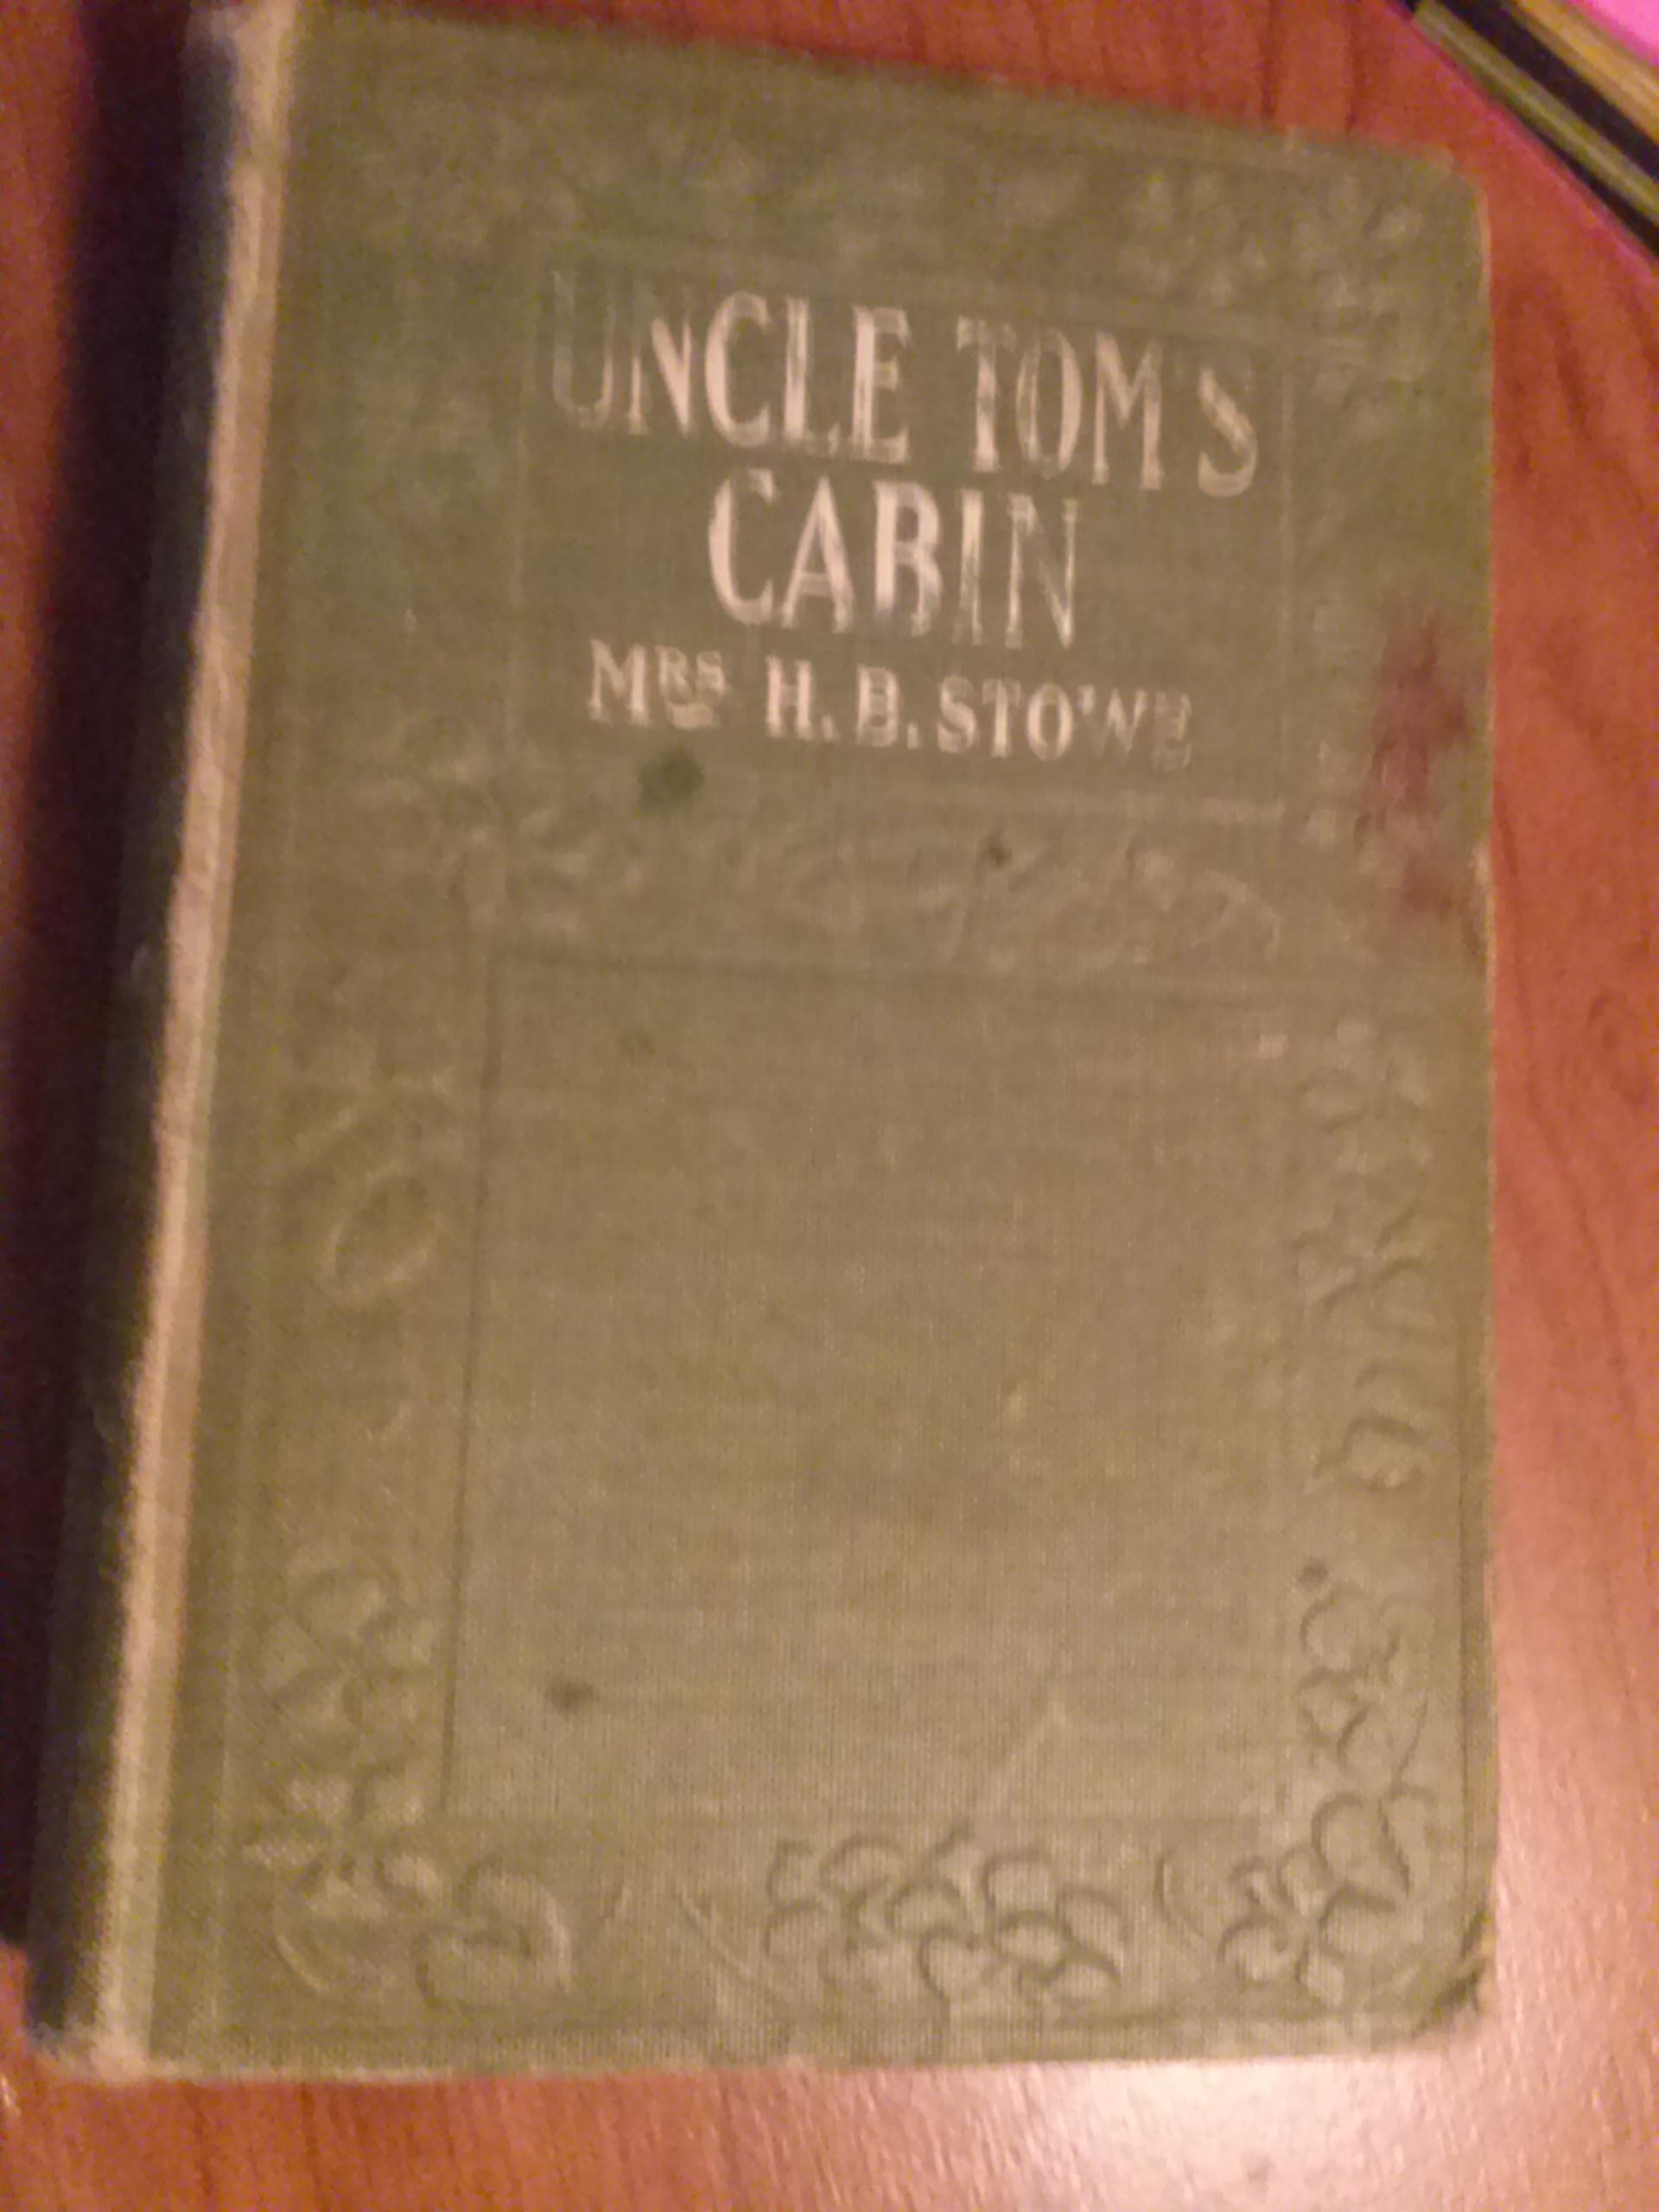 UNCLE TOM'S
CABIN
MRS H. B. STOWE